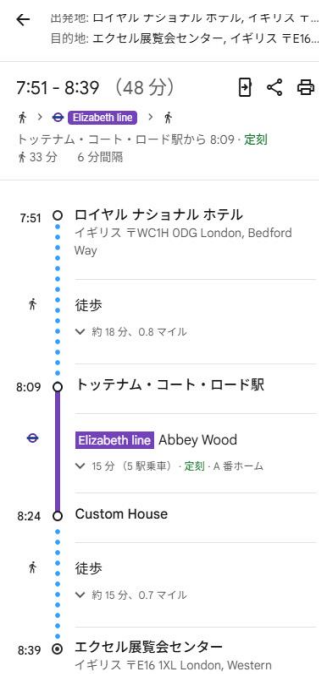 出発地: ロイヤル ナショナル ホテル, イギリス 〒...
目的地: エクセル展覧会センター, イギリス 〒E16...
7:51 - 8:39 （48 分）
Elizabeth line
トッテナム・コート・ロード駅から 8:09 · 定刻
33 分 6 分間隔
7:51 ロイヤル ナショナル ホテル
イギリス 〒WC1H 0DG London, Bedford
Way
徒歩
約 18 分、0.8 マイル
8:09 トッテナム・コート・ロード駅
Elizabeth line Abbey Wood
15 分（5 駅乗車） · 定刻 · A 番ホーム
8:24 Custom House
徒歩
約 15 分、0.7 マイル
8:39 エクセル展覧会センター
イギリス 〒E16 1XL London, Western